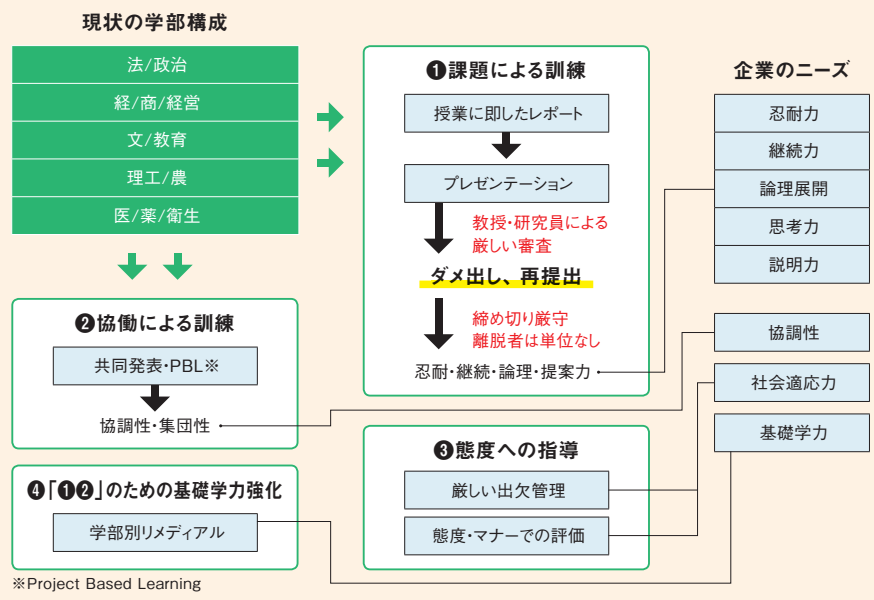 現状の学部構成
法/政治
経/商/経営
文/教育
理工/農
医/薬/衛生
❶課題による訓練
授業に即したレポート
プレゼンテーション
教授・研究員による
厳しい審査
ダメ出し、再提出
締め切り厳守
離脱者は単位なし
忍耐・継続・論理・提案力
企業のニーズ
忍耐力
継続力
論理展開
思考力
説明力
協調性
社会適応力
基礎学力
❷協働による訓練
共同発表・PBL※
協調性・集団性
❸態度への指導
厳しい出欠管理
態度・マナーでの評価
❹「❶❷」のための基礎学力強化
学部別リメディアル
※Project Based Learning